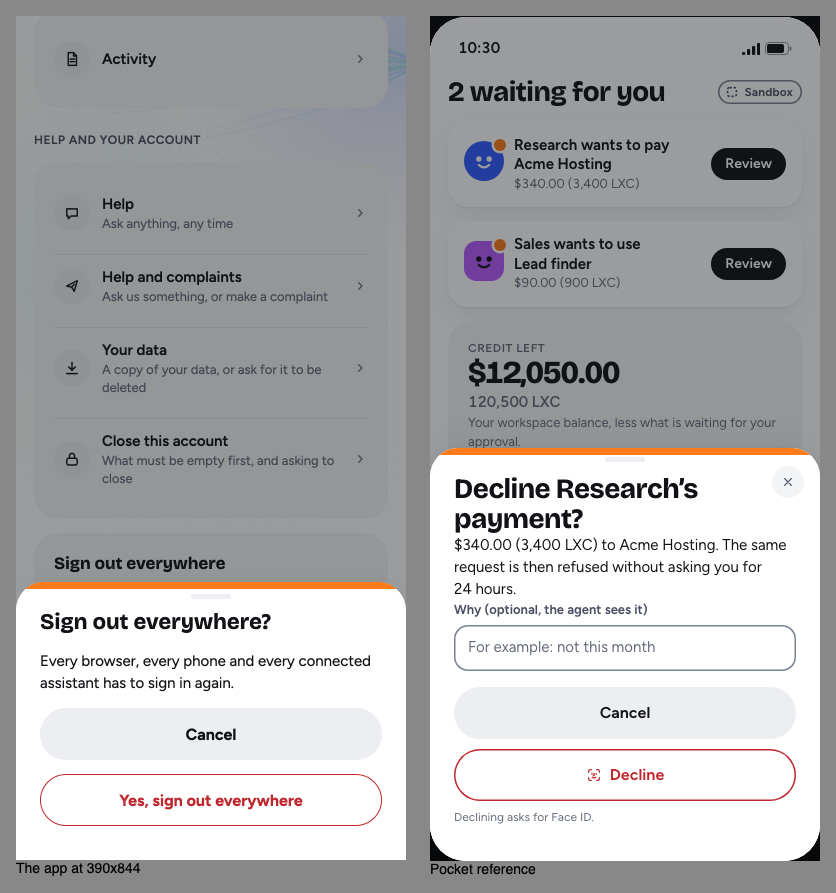 Activity
HELP AND YOUR ACCOUNT
Help
Ask anything, any time
Help and complaints
Ask us something, or make a complaint
Your data
A copy of your data, or ask for it to be
deleted
Close this account
What must be empty first, and asking to
close
Sign out everywhere
Sign out everywhere?
Every browser, every phone and every connected
assistant has to sign in again.
Cancel
Yes, sign out everywhere
The app at 390x844
10:30
2 waiting for you
Sandbox
Research wants to pay
Acme Hosting
$340.00 (3,400 LXC)
Review
Sales wants to use
Lead finder
$90.00 (900 LXC)
Review
CREDIT LEFT
$12,050.00
120,500 LXC
Your workspace balance, less what is waiting for your
approval.
Decline Research’s
payment?
$340.00 (3,400 LXC) to Acme Hosting. The same
request is then refused without asking you for
24 hours.
Why (optional, the agent sees it)
For example: not this month
Cancel
Decline
Declining asks for Face ID.
Pocket reference